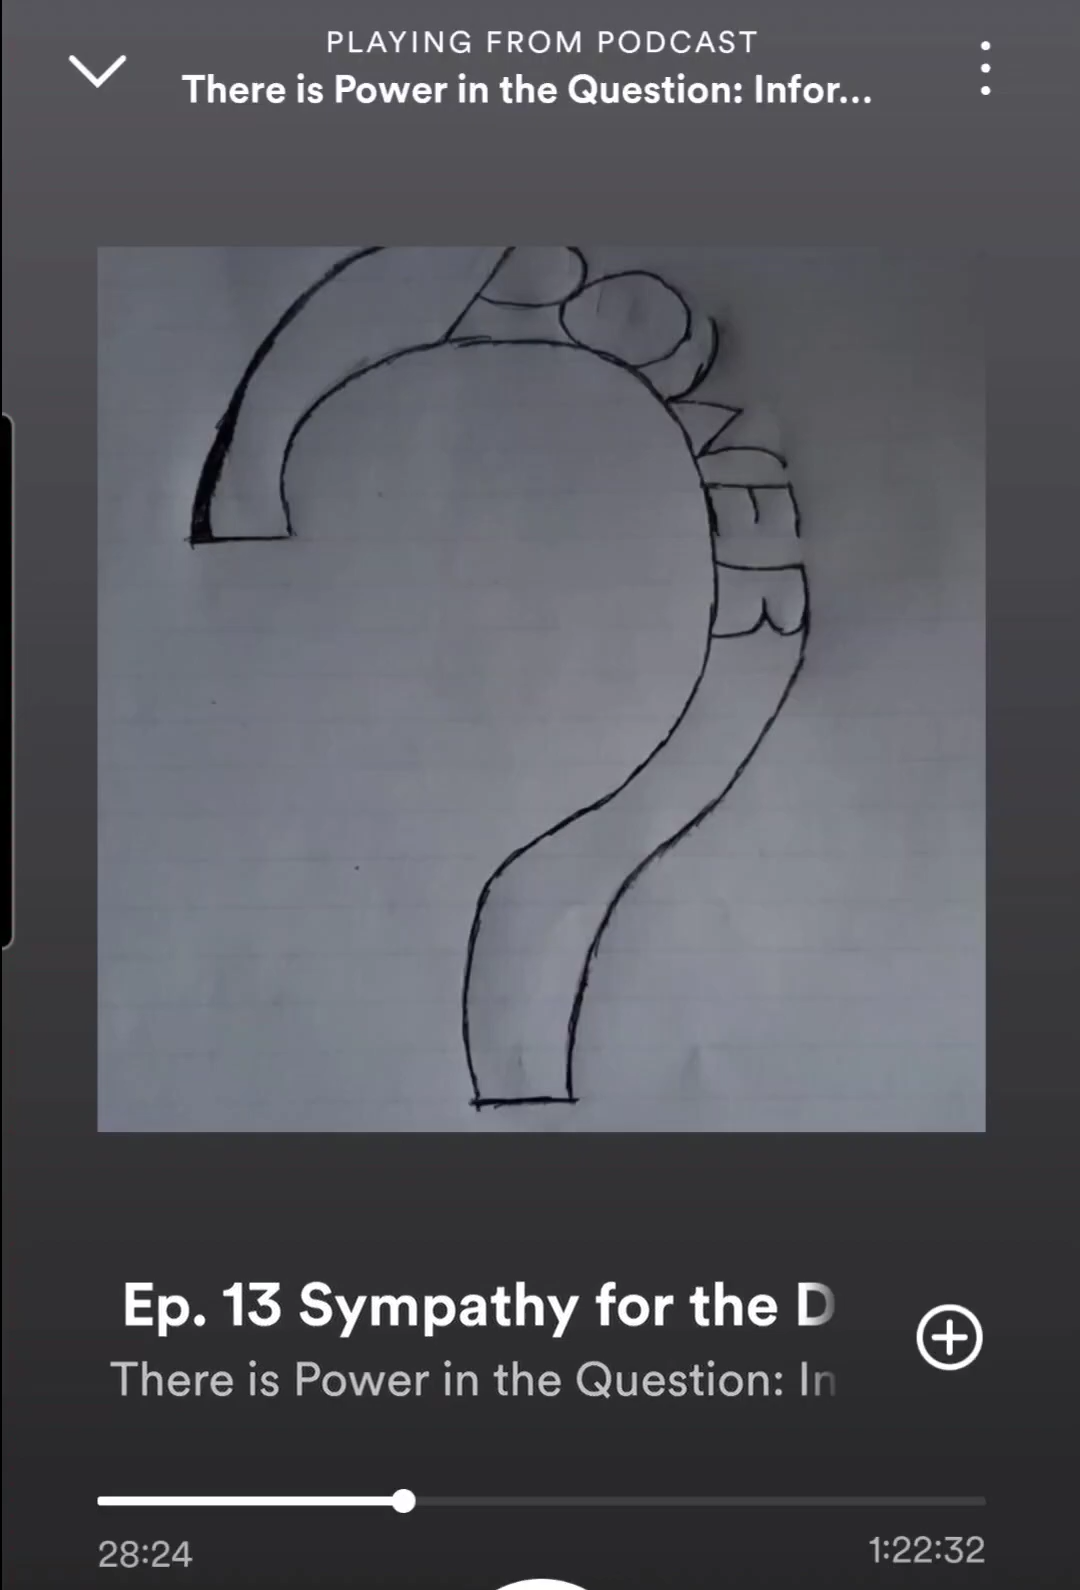 PLAYING FROM PODCAST
There is Power in the Question: Infor...
POWER
Ep. 13 Sympathy for the D
There is Power in the Question: In
28:24
1:22:32